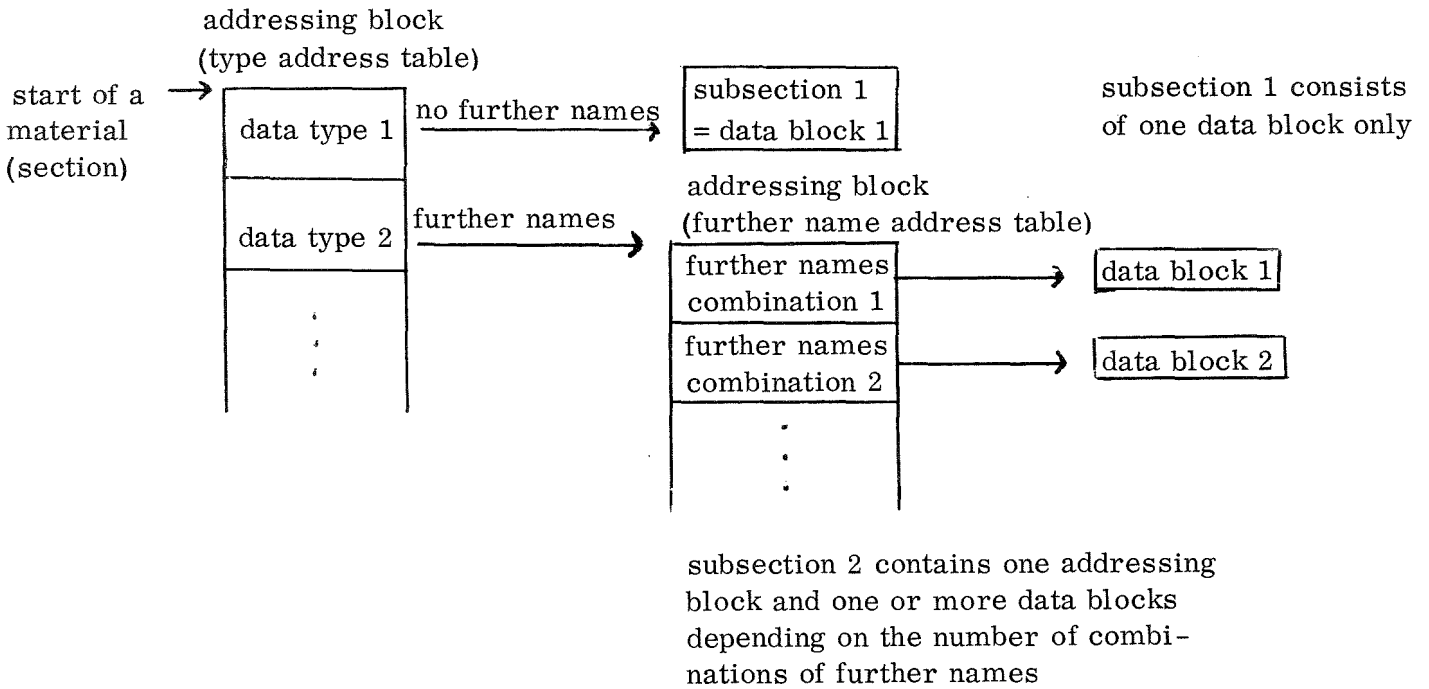 addressing block
(type address table)
start of a
material
(section)
data type 1
no further names
subsection 1
= data block 1
subsection 1 consists
of one data block only
data type 2
further names
addressing block
(further name address table)
further names
combination 1
data block 1
further names
combination 2
data block 2
subsection 2 contains one addressing
block and one or more data blocks
depending on the number of combi-
nations of further names